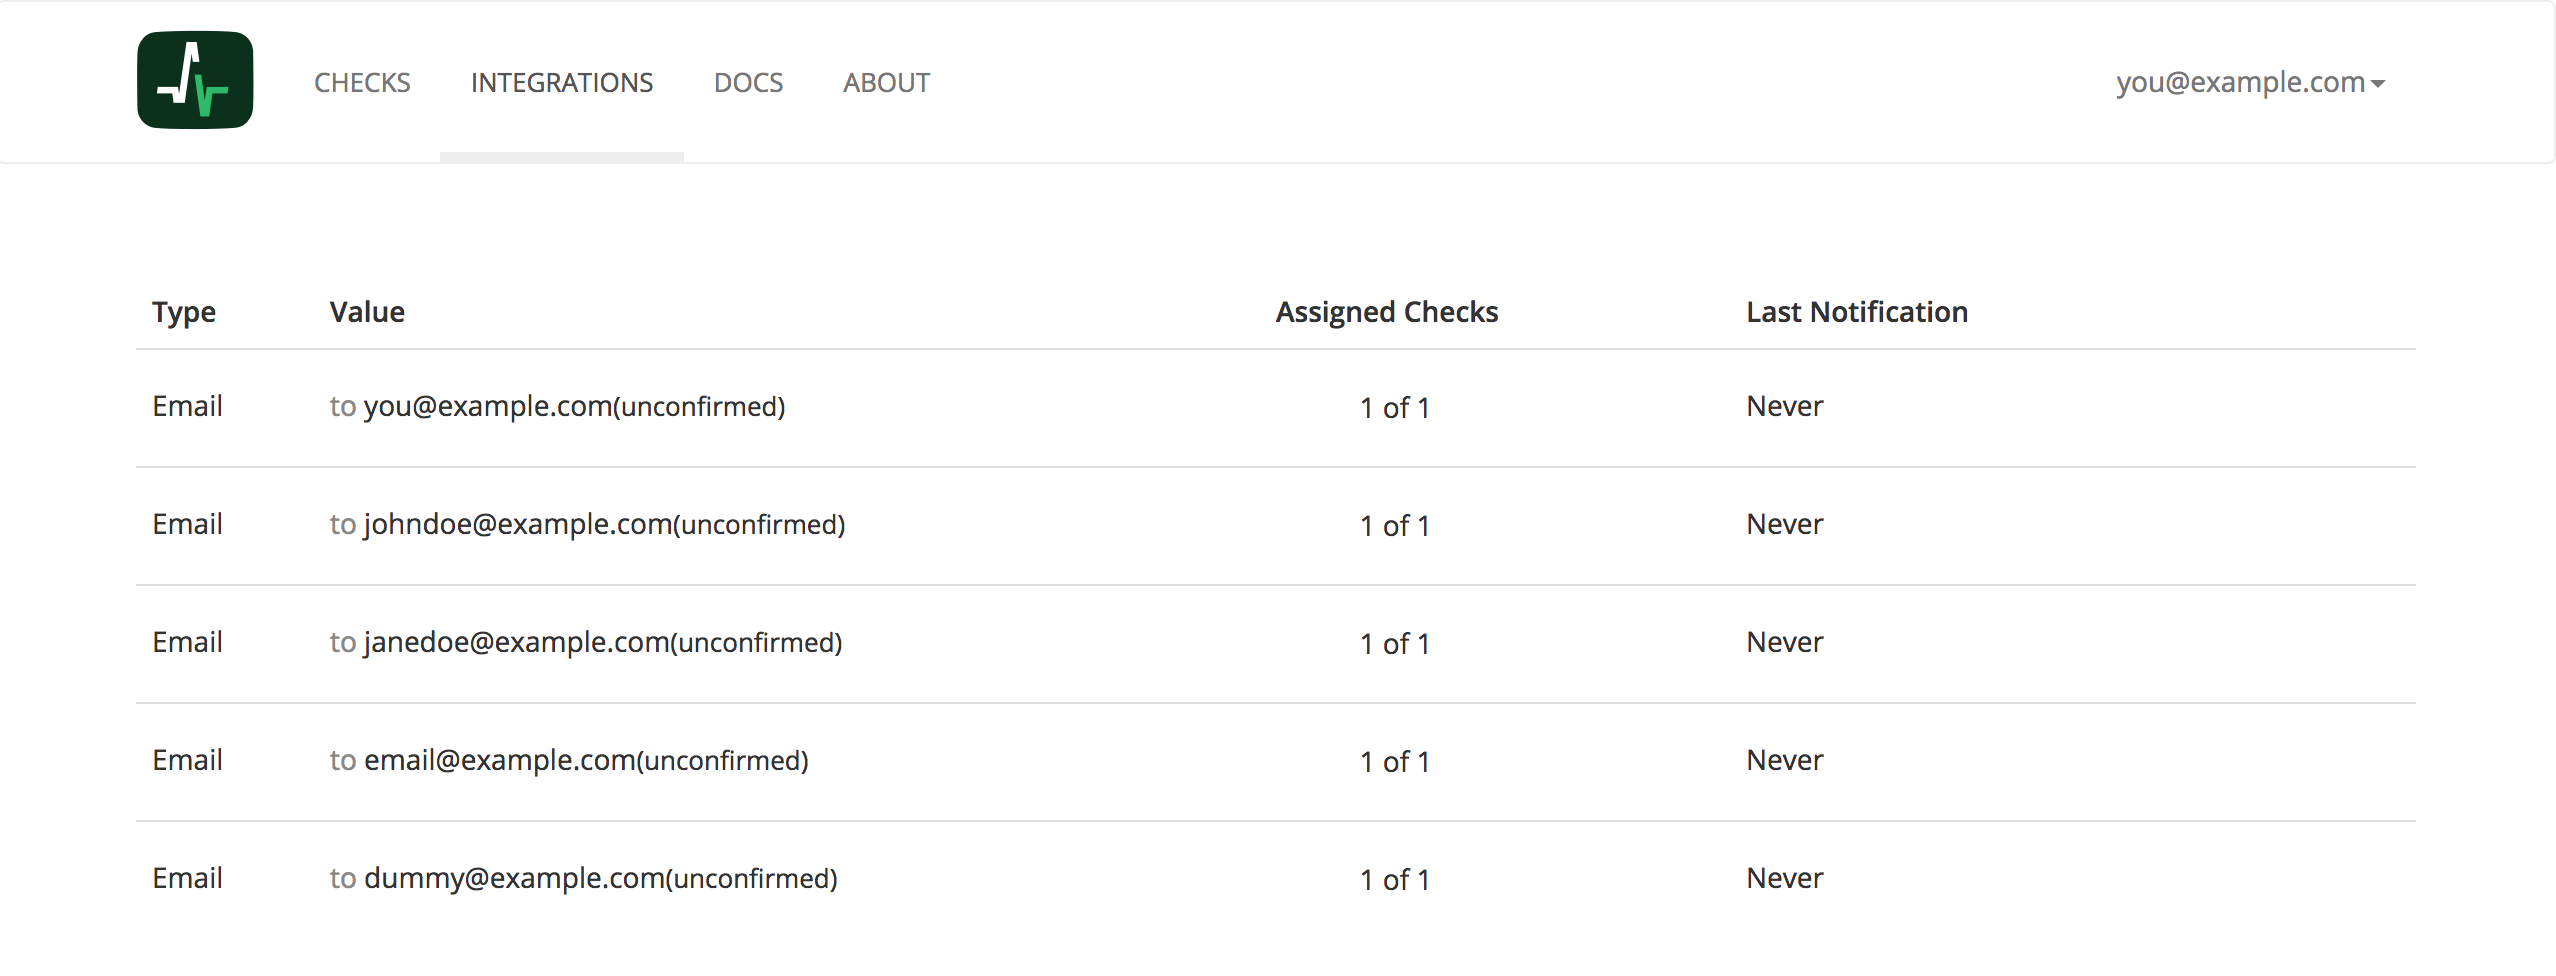 CHECKS INTEGRATIONS DOCS ABOUT you@example.com
Type Value Assigned Checks Last Notification
Email to you@example.com(unconfirmed) 1 of 1 Never
Email to johndoe@example.com(unconfirmed) 1 of 1 Never
Email to janedoe@example.com(unconfirmed) 1 of 1 Never
Email to email@example.com(unconfirmed) 1 of 1 Never
Email to dummy@example.com(unconfirmed) 1 of 1 Never